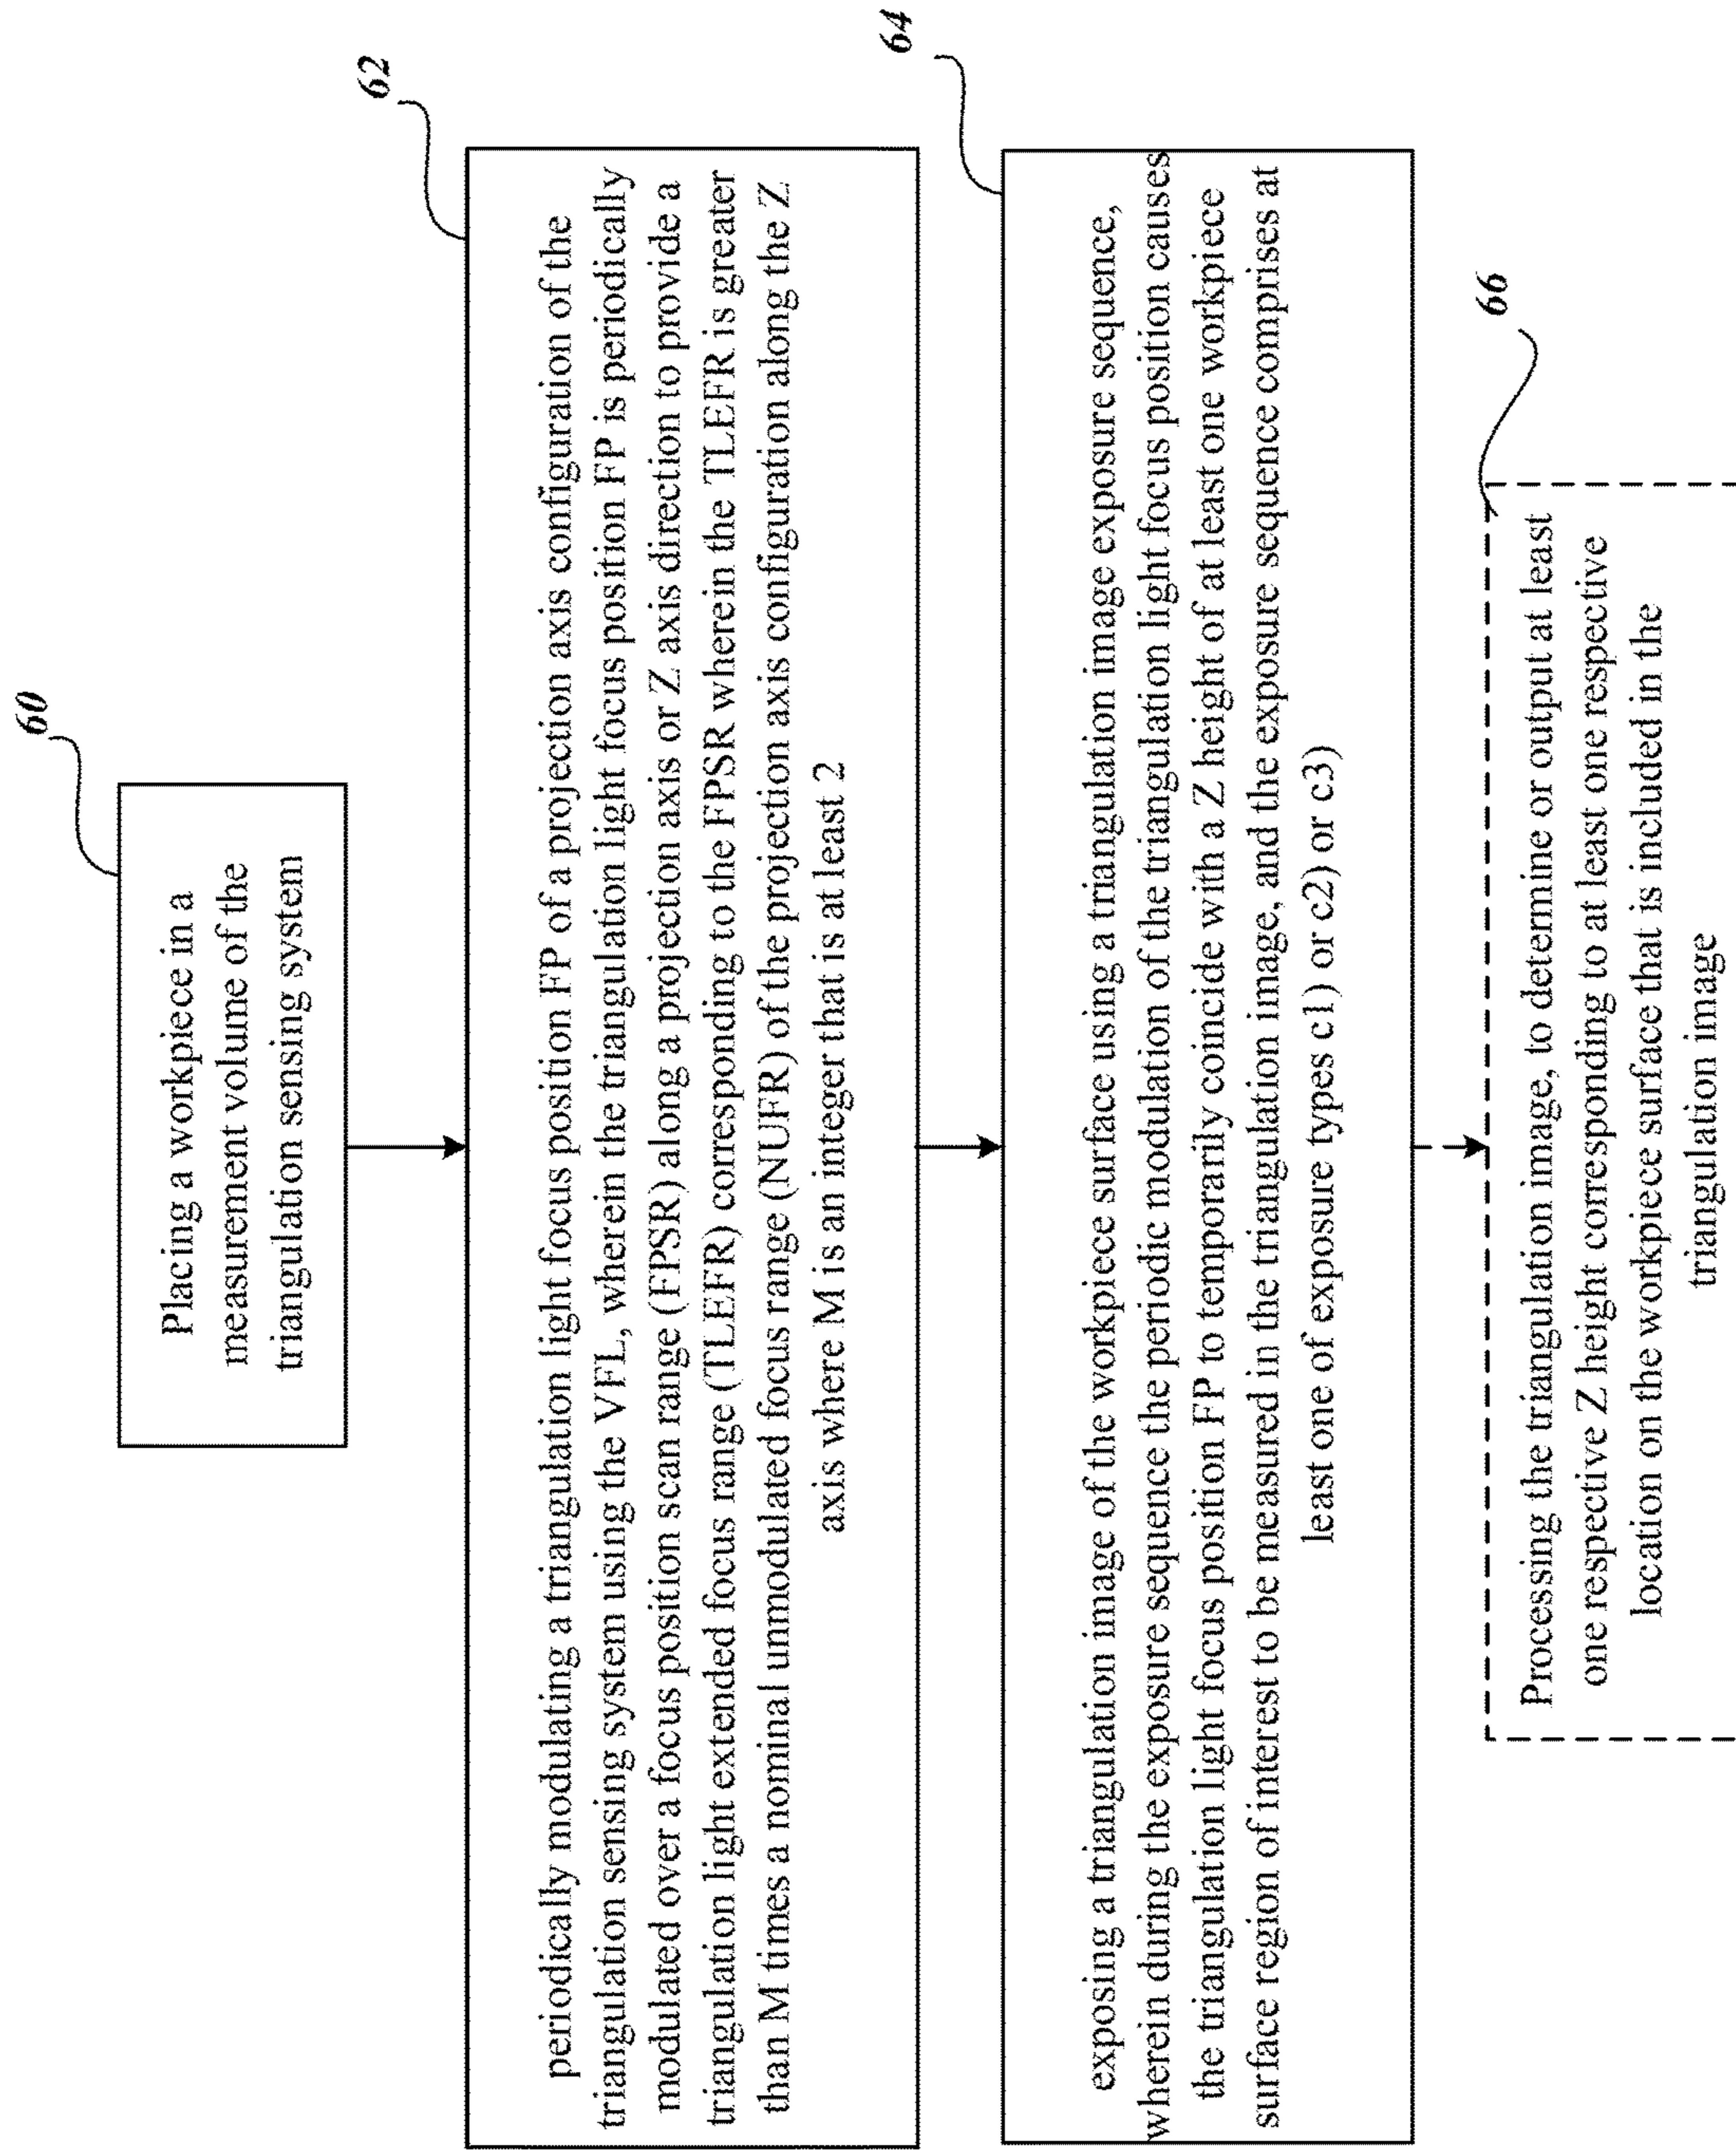 60
Placing a workpiece in a
measurement volume of the
triangulation sensing system
62
periodically modulating a triangulation light focus position FP of a projection axis configuration of the
triangulation sensing system using the VFL, wherein the triangulation light focus position FP is periodically
modulated over a focus position scan range (FPSR) along a projection axis or Z axis direction to provide a
triangulation light extended focus range (TLEFR) corresponding to the FPSR wherein the TLEFR is greater
than M times a nominal unmodulated focus range (NUFR) of the projection axis configuration along the Z
axis where M is an integer that is at least 2
64
exposing a triangulation image of the workpiece surface using a triangulation image exposure sequence,
wherein during the exposure sequence the periodic modulation of the triangulation light focus position causes
the triangulation light focus position FP to temporarily coincide with a Z height of at least one workpiece
surface region of interest to be measured in the triangulation image, and the exposure sequence comprises at
least one of exposure types c1) or c2) or c3)
66
Processing the triangulation image, to determine or output at least
one respective Z height corresponding to at least one respective
location on the workpiece surface that is included in the
triangulation image